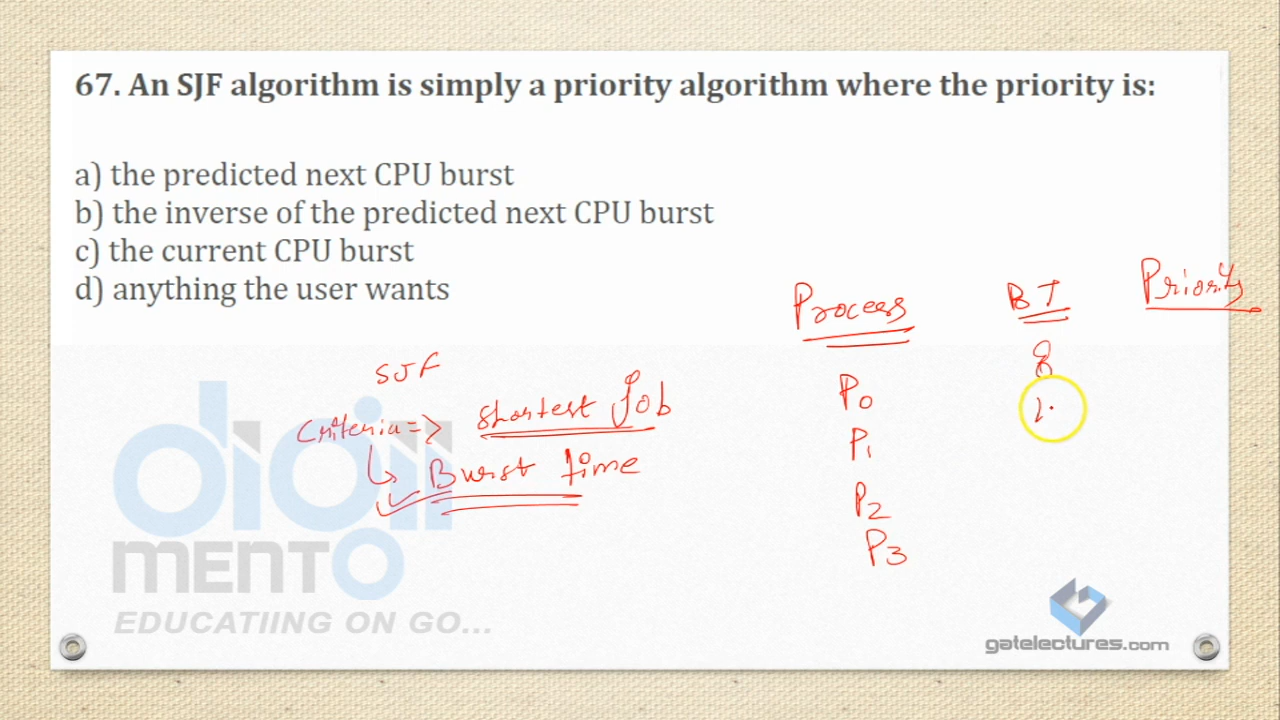 67. An SJF algorithm is simply a priority algorithm where the priority is:
a) the predicted next CPU burst
b) the inverse of the predicted next CPU burst
c) the current CPU burst
d) anything the user wants
Process BT Priority
SJF
Criteria => shortest Job
Burst time
8
P0
P1
P2
P3
digii
MENTO
EDUCATIING ON GO...
gatelectures.com